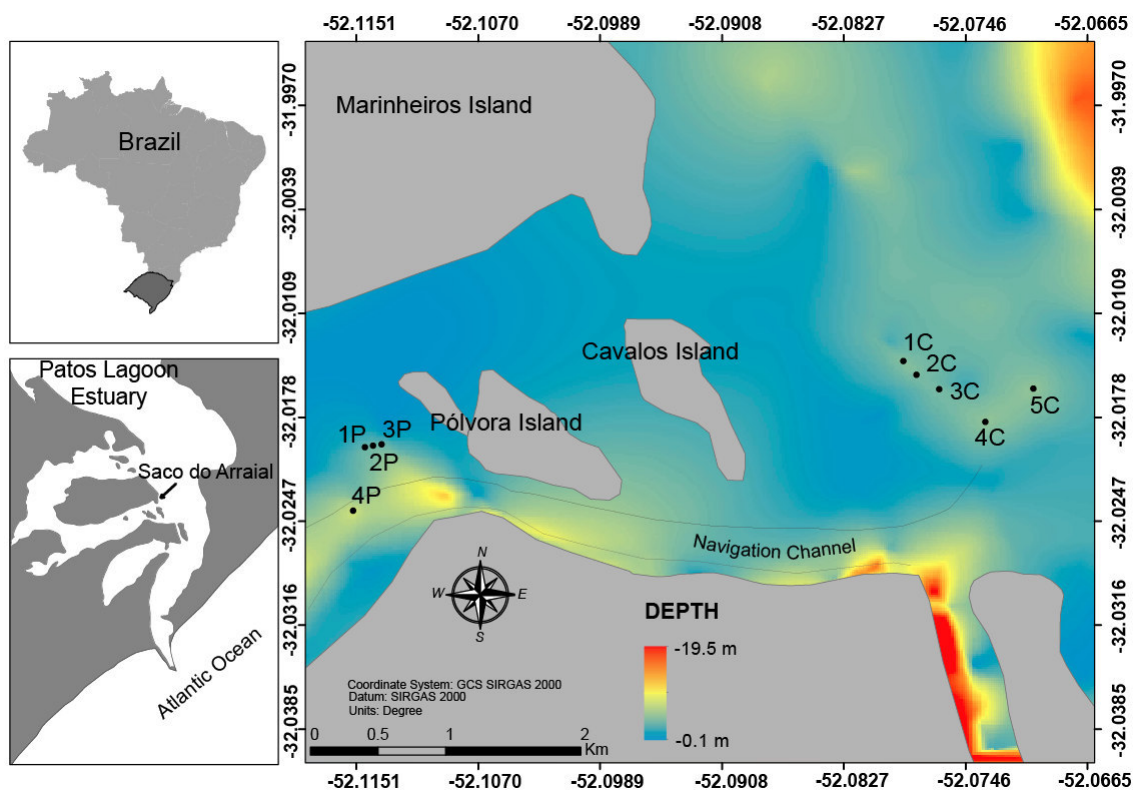 Brazil
Patos Lagoon
Estuary
Saco do Arraial
Atlantic Ocean
-52.1151 -52.1070 -52.0989 -52.0908 -52.0827 -52.0746 -52.0665
-31.9970
-32.0039
-32.0109
-32.0178
-32.0247
-32.0316
-32.0385
Marinheiros Island
Cavalos Island
Pólvora Island
1C
2C
3C
4C
5C
1P
2P
3P
4P
Navigation Channel
N
W E
S
DEPTH
-19.5 m
-0.1 m
Coordinate System: GCS SIRGAS 2000
Datum: SIRGAS 2000
Units: Degree
0 0.5 1 2
Km
-52.1151 -52.1070 -52.0989 -52.0908 -52.0827 -52.0746 -52.0665
-31.9970
-32.0039
-32.0109
-32.0178
-32.0247
-32.0316
-32.0385